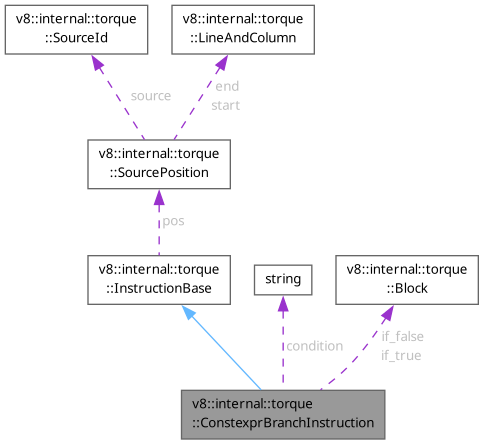 v8::internal::torque
::SourceId
v8::internal::torque
::LineAndColumn
source
end
start
v8::internal::torque
::SourcePosition
pos
v8::internal::torque
::InstructionBase
string
v8::internal::torque
::Block
condition
if_false
if_true
v8::internal::torque
::ConstexprBranchInstruction